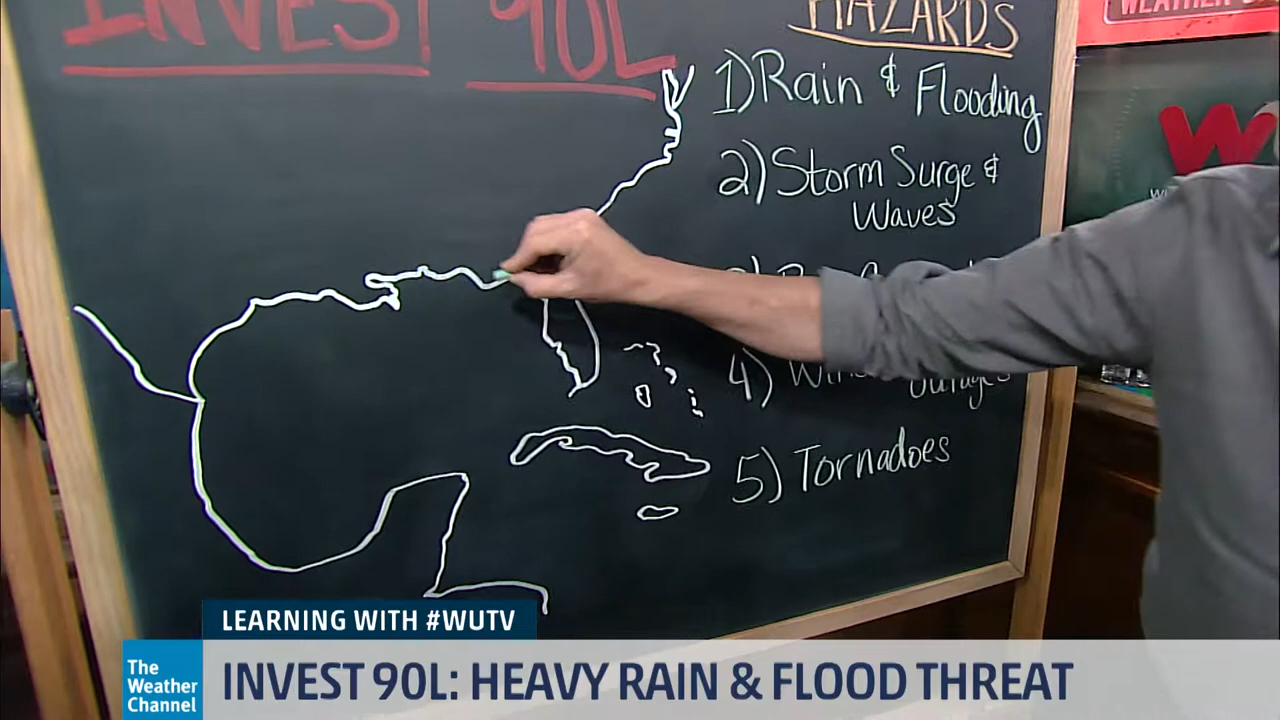 INVEST 90L
HAZARDS
1) Rain & Flooding
2) Storm Surge &
Waves
4)
Outages
5) Tornadoes
W
LEARNING WITH #WUTV
The
Weather
Channel
INVEST 90L: HEAVY RAIN & FLOOD THREAT